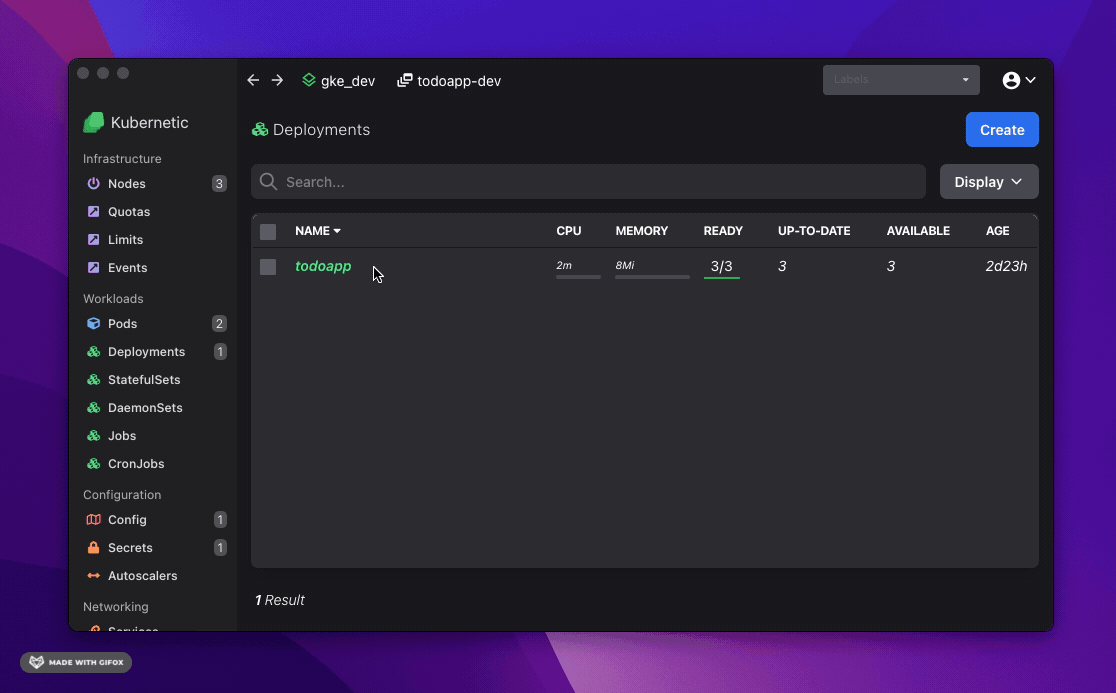 gke_dev todoapp-dev Labels
Kubernetic
Deployments Create
Infrastructure
Nodes 3
Quotas
Limits
Events
Workloads
Pods 2
Deployments 1
StatefulSets
DaemonSets
Jobs
CronJobs
Configuration
Config 1
Secrets 1
Autoscalers
Networking
Services
Search...
Display
NAME CPU MEMORY READY UP-TO-DATE AVAILABLE AGE
todoapp 2m 8Mi 3/3 3 3 2d23h
1 Result
MADE WITH GIFOX